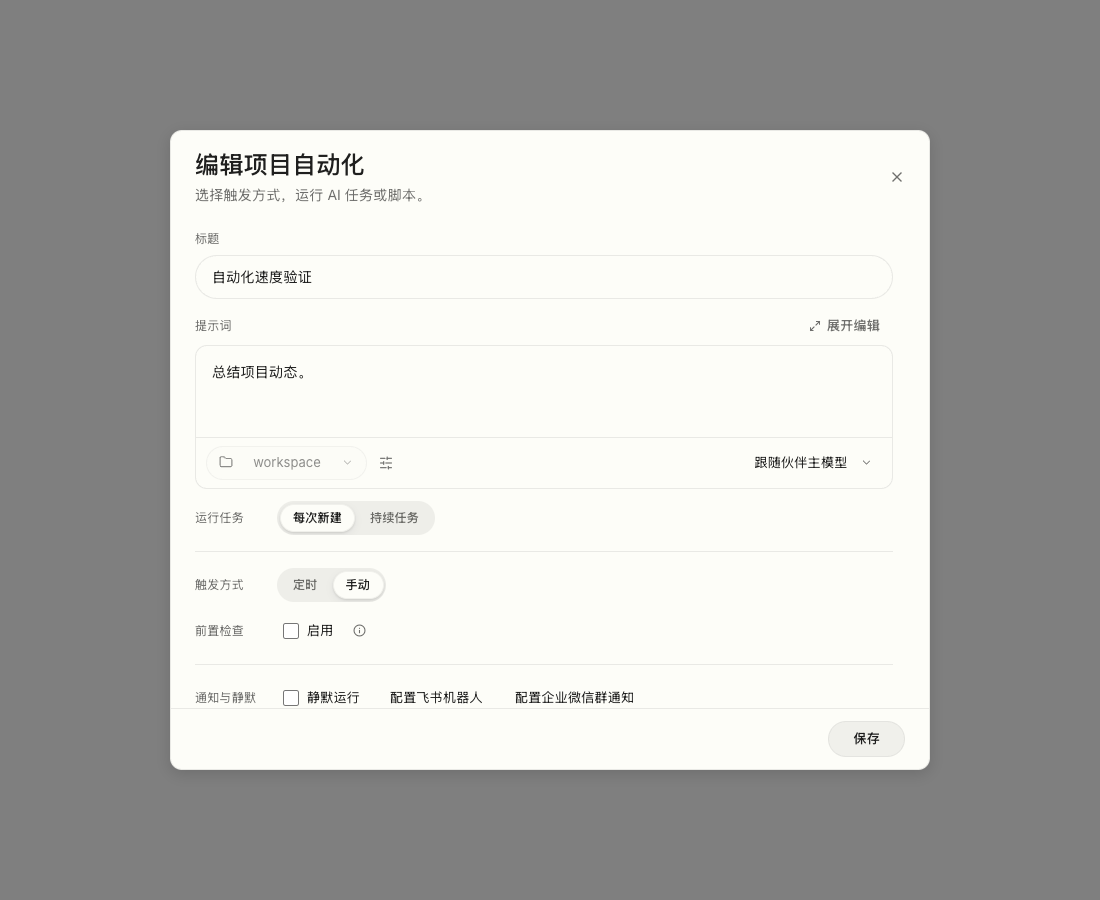 编辑项目自动化
选择触发方式，运行 AI 任务或脚本。
标题
自动化速度验证
提示词 展开编辑
总结项目动态。
workspace 跟随伙伴主模型
运行任务 每次新建 持续任务
触发方式 定时 手动
前置检查 启用
通知与静默 静默运行 配置飞书机器人 配置企业微信群通知
保存